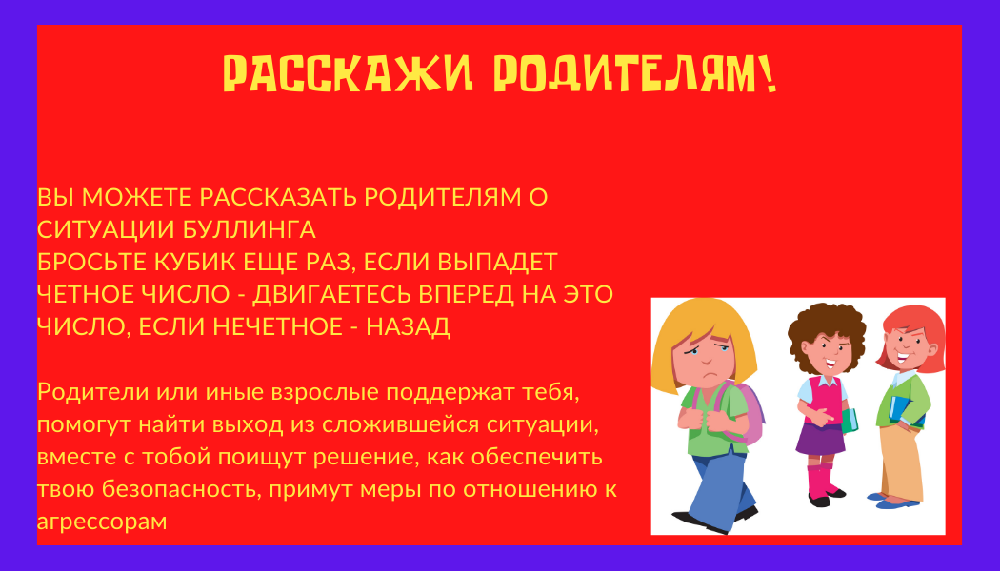 РАССКАЖИ РОДИТЕЛЯМ!
ВЫ МОЖЕТЕ РАССКАЗАТЬ РОДИТЕЛЯМ О
СИТУАЦИИ БУЛЛИНГА
БРОСЬТЕ КУБИК ЕЩЕ РАЗ, ЕСЛИ ВЫПАДЕТ
ЧЕТНОЕ ЧИСЛО - ДВИГАЕТЕСЬ ВПЕРЕД НА ЭТО
ЧИСЛО, ЕСЛИ НЕЧЕТНОЕ - НАЗАД
Родители или иные взрослые поддержат тебя,
помогут найти выход из сложившейся ситуации,
вместе с тобой поищут решение, как обеспечить
твою безопасность, примут меры по отношению к
агрессорам